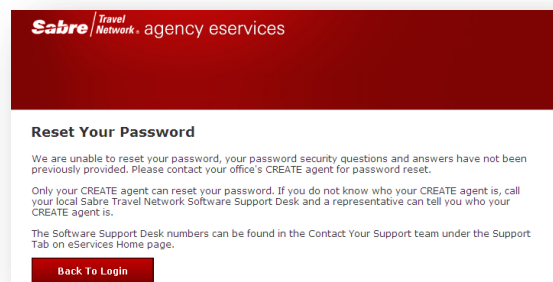 Sabre Travel Network. agency eservices
Reset Your Password
We are unable to reset your password, your password security questions and answers have not been
previously provided. Please contact your office's CREATE agent for password reset.
Only your CREATE agent can reset your password. If you do not know who your CREATE agent is, call
your local Sabre Travel Network Software Support Desk and a representative can tell you who your
CREATE agent is.
The Software Support Desk numbers can be found in the Contact Your Support team under the Support
Tab on eServices Home page.
Back To Login